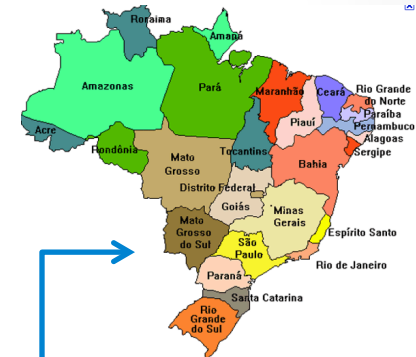 Roraima
Amapá
Amazonas
Pará
Maranhão
Ceará
Rio Grande
do Norte
Paraíba
Pernambuco
Alagoas
Sergipe
Piauí
Acre
Rondônia
Mato
Grosso
Tocantins
Bahia
Distrito Federal
Goiás
Minas
Gerais
Mato
Grosso
do Sul
São
Paulo
Espírito Santo
Rio de Janeiro
Paraná
Santa Catarina
Rio
Grande
do Sul